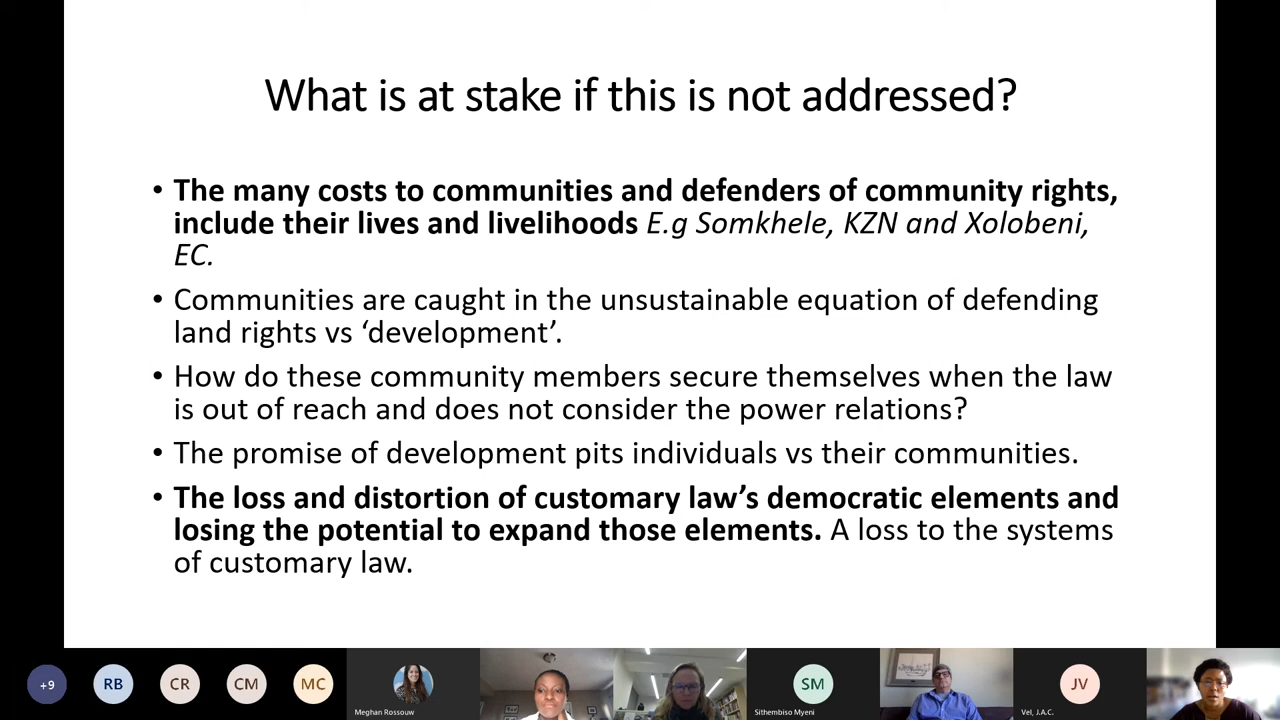 What is at stake if this is not addressed?
• The many costs to communities and defenders of community rights,
include their lives and livelihoods E.g Somkhele, KZN and Xolobeni,
EC.
• Communities are caught in the unsustainable equation of defending
land rights vs ‘development’.
• How do these community members secure themselves when the law
is out of reach and does not consider the power relations?
• The promise of development pits individuals vs their communities.
• The loss and distortion of customary law’s democratic elements and
losing the potential to expand those elements. A loss to the systems
of customary law.
+9 RB CR CM MC SM JV
Meghan Rossouw Sithembiso Myeni Vel, J.A.C.